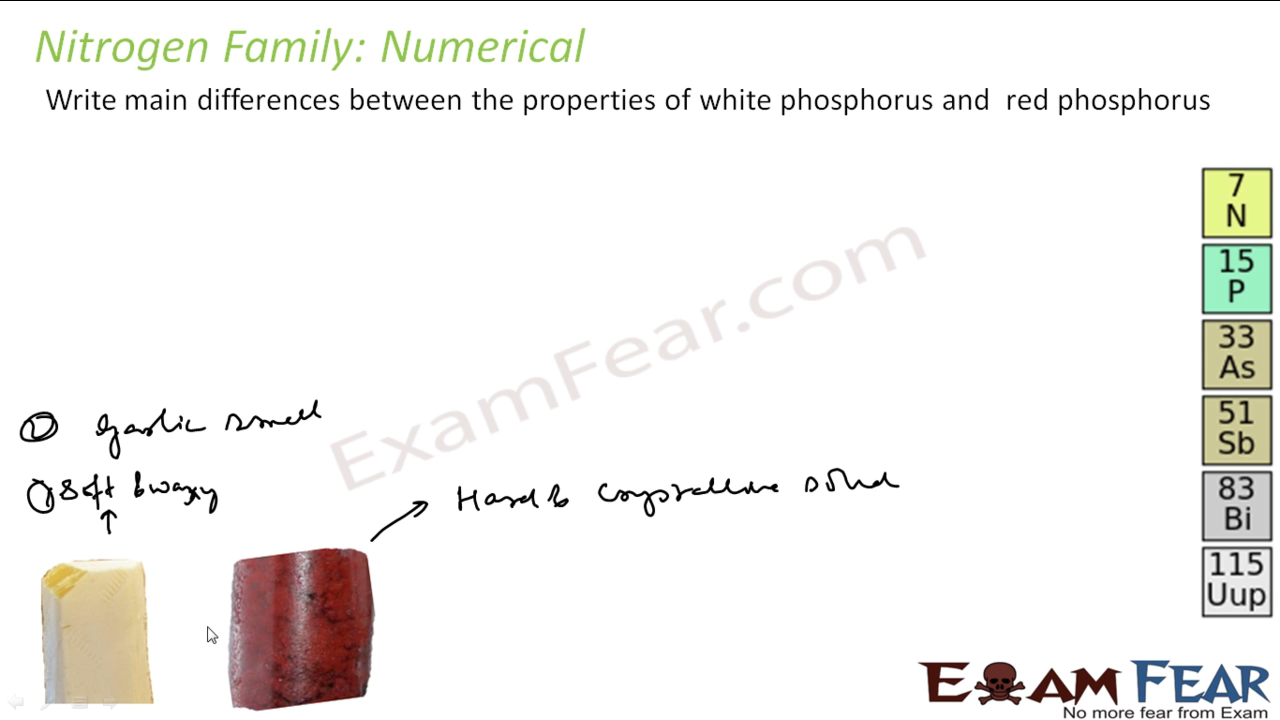 Nitrogen Family: Numerical
Write main differences between the properties of white phosphorus and red phosphorus
7
N
15
P
33
As
51
Sb
83
Bi
115
Uup
ExamFear.com
② garlic smell
① Soft & waxy
Hard & crystalline solid
EXAM FEAR
No more fear from Exam